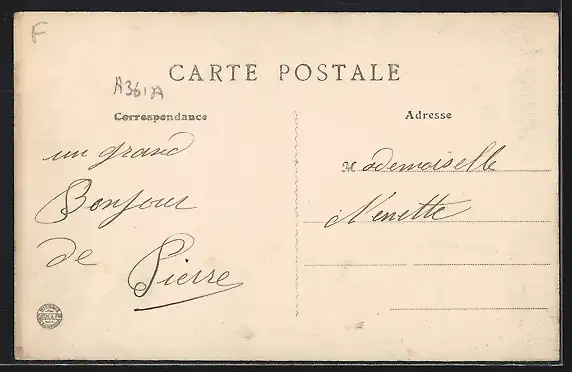 F
CARTE POSTALE
A361A
Correspondance
Adresse
un grand
Bonjour
de Pierre
Mademoiselle
Nenette